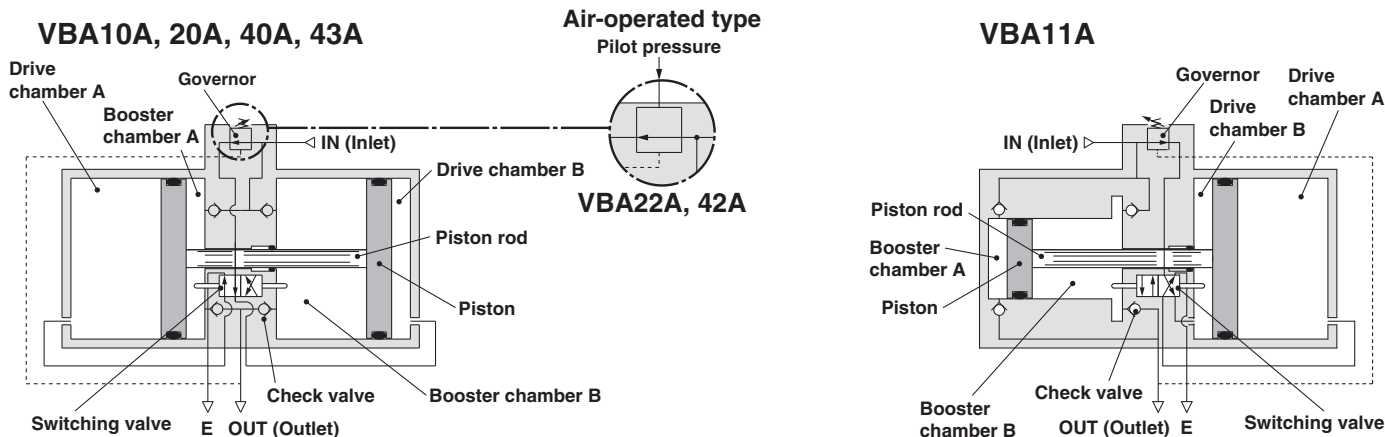 VBA10A, 20A, 40A, 43A
Drive
chamber A
Governor
Booster
chamber A
IN (Inlet)
Drive chamber B
Piston rod
Piston
Booster chamber B
Check valve
Switching valve
E
OUT (Outlet)
Air-operated type
Pilot pressure
VBA22A, 42A
VBA11A
Governor
Drive
chamber A
Drive
chamber B
IN (Inlet)
Piston rod
Booster
chamber A
Piston
Booster
chamber B
Check valve
OUT (Outlet)
E
Switching valve